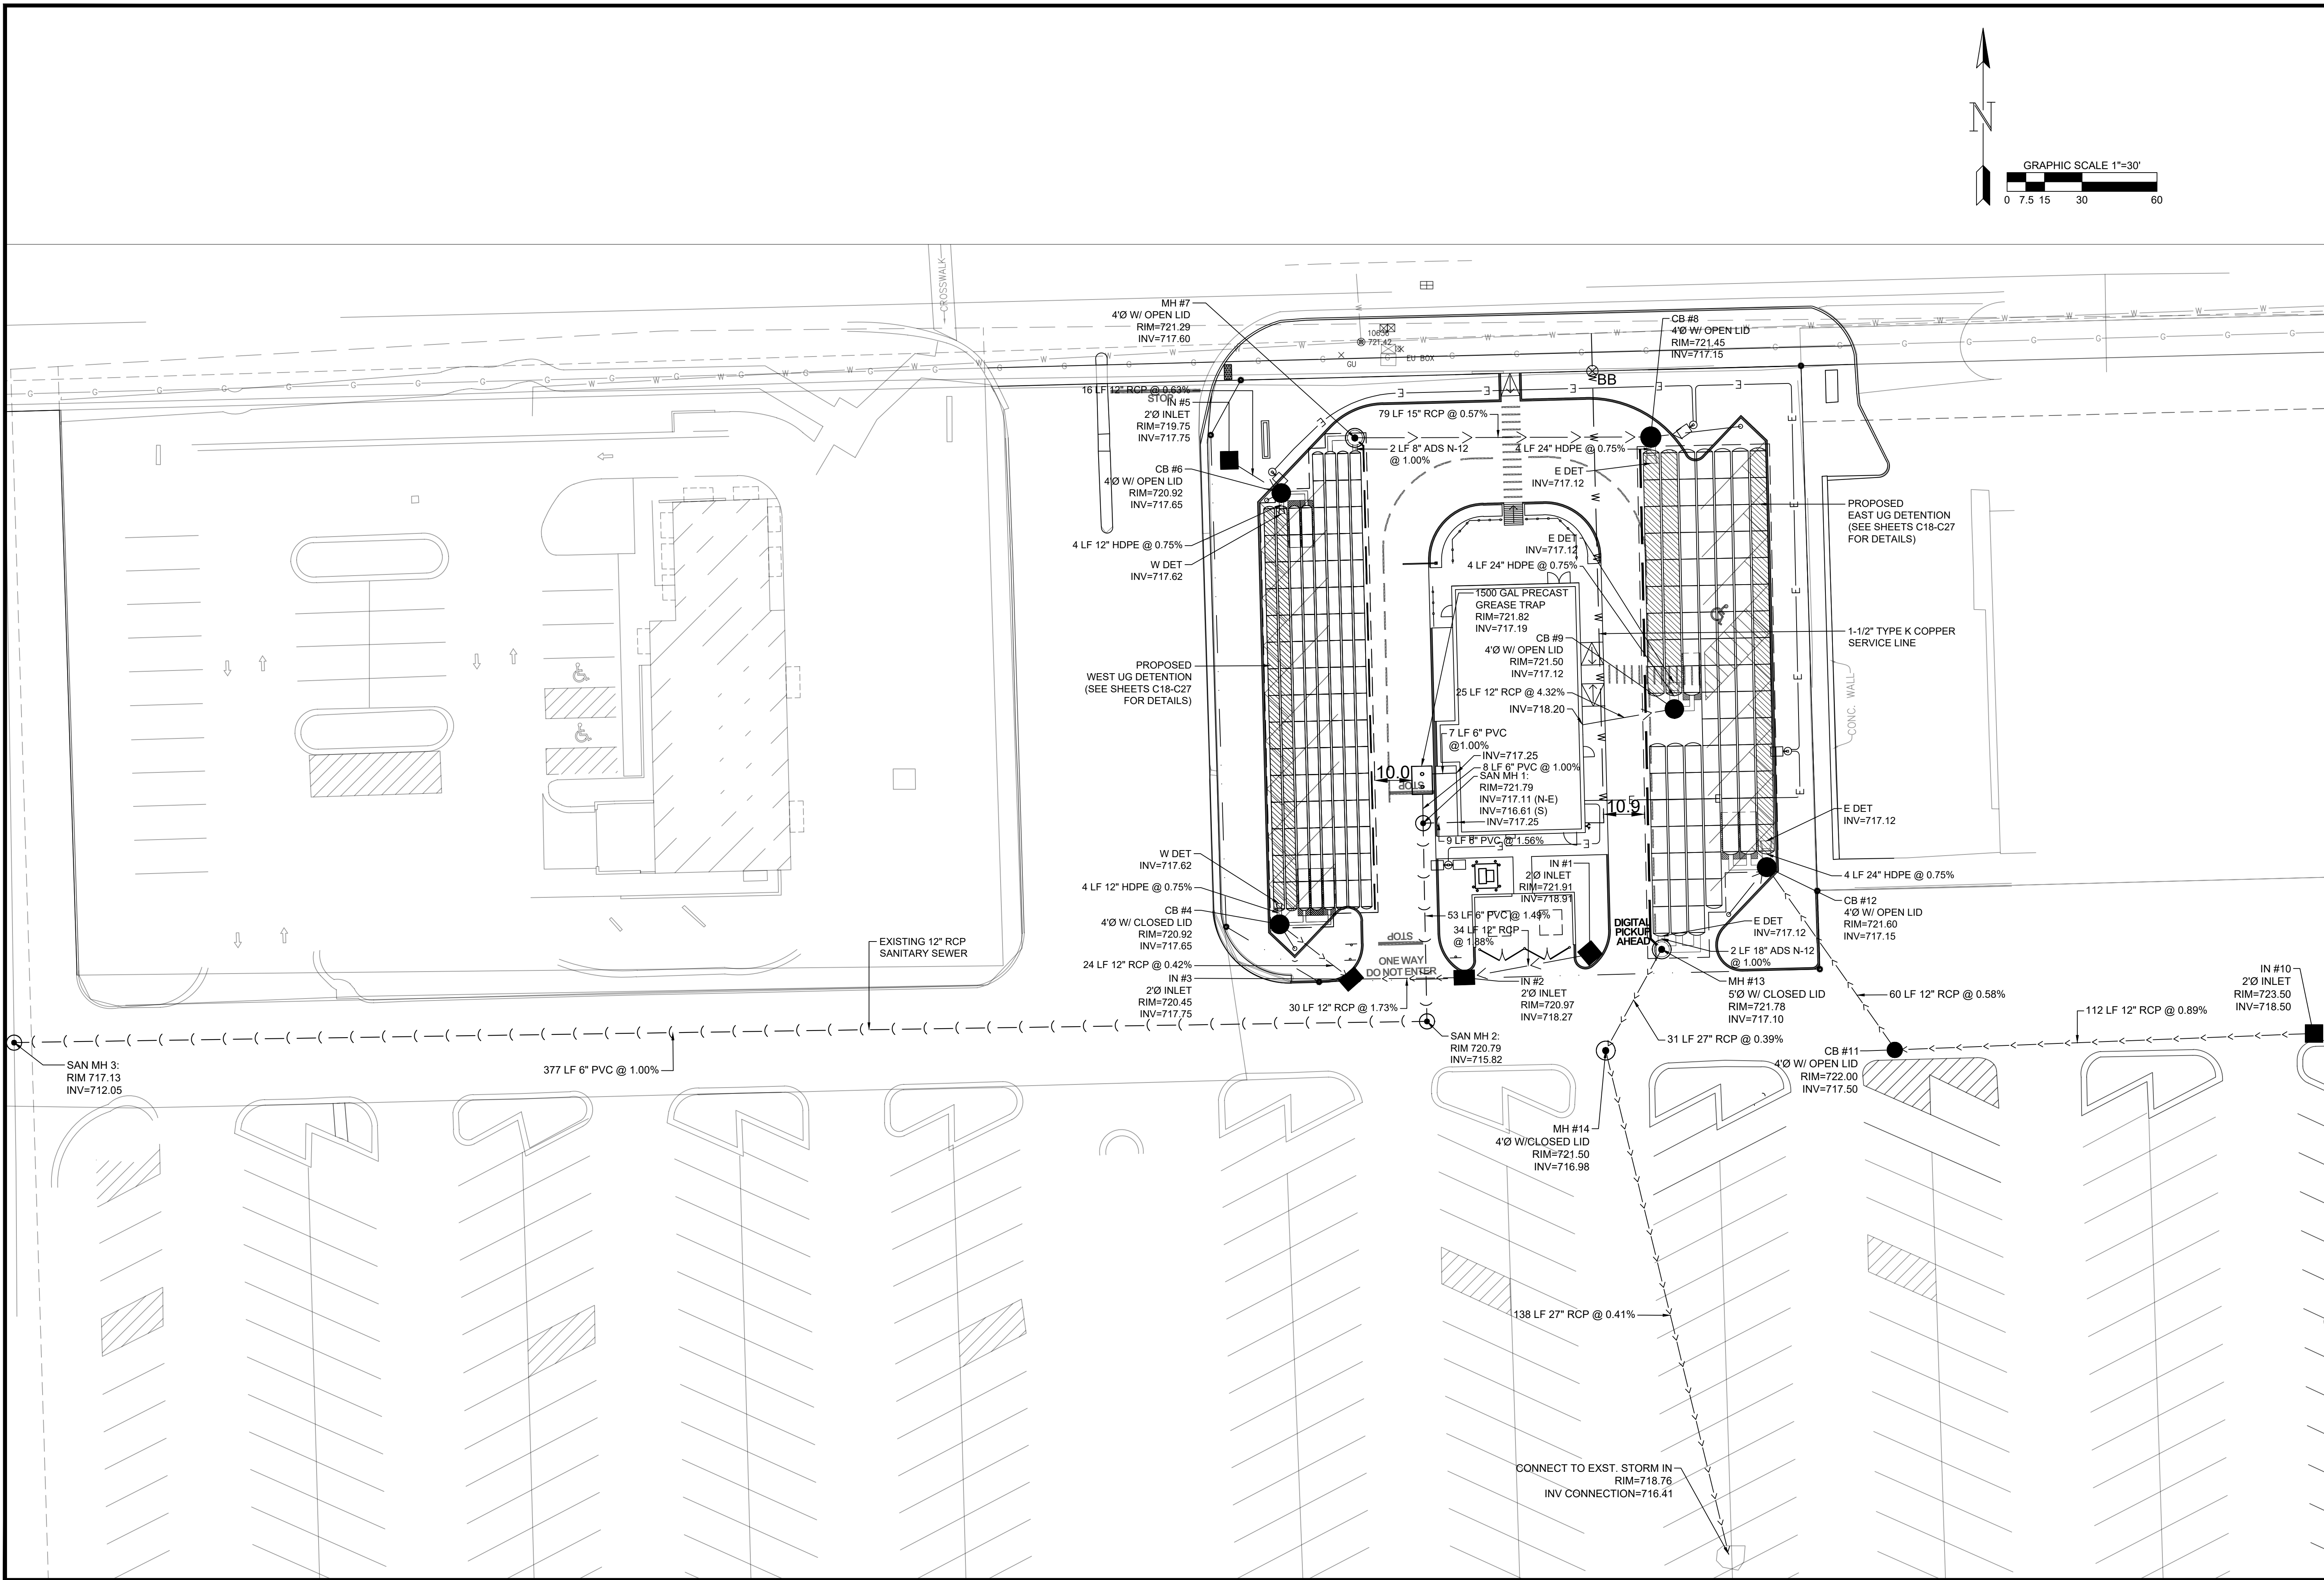 N
GRAPHIC SCALE 1"=30'
0 7.5 15 30 60
CROSSWALK
MH #7
4'Ø W/ OPEN LID
RIM=721.29
INV=717.60
10636
721.42
EU BOX
GU
CB #8
4'Ø W/ OPEN LID
RIM=721.45
INV=717.15
BB
16 LF 12" RCP @ 0.63%
STOP
IN #5
2'Ø INLET
RIM=719.75
INV=717.75
79 LF 15" RCP @ 0.57%
2 LF 8" ADS N-12
@ 1.00%
4 LF 24" HDPE @ 0.75%
E DET
INV=717.12
CB #6
4'Ø W/ OPEN LID
RIM=720.92
INV=717.65
4 LF 12" HDPE @ 0.75%
W DET
INV=717.62
PROPOSED
EAST UG DETENTION
(SEE SHEETS C18-C27
FOR DETAILS)
E DET
INV=717.12
4 LF 24" HDPE @ 0.75%
1500 GAL PRECAST
GREASE TRAP
RIM=721.82
INV=717.19
CB #9
4'Ø W/ OPEN LID
RIM=721.50
INV=717.12
25 LF 12" RCP @ 4.32%
INV=718.20
1-1/2" TYPE K COPPER
SERVICE LINE
CONC. WALL
PROPOSED
WEST UG DETENTION
(SEE SHEETS C18-C27
FOR DETAILS)
7 LF 6" PVC
@1.00%
INV=717.25
8 LF 6" PVC @ 1.00%
10.0
STOP
SAN MH 1:
RIM=721.79
INV=717.11 (N-E)
INV=716.61 (S)
INV=717.25
10.9
9 LF 6" PVC @ 1.56%
E DET
INV=717.12
W DET
INV=717.62
4 LF 12" HDPE @ 0.75%
CB #4
4'Ø W/ CLOSED LID
RIM=720.92
INV=717.65
24 LF 12" RCP @ 0.42%
IN #3
2'Ø INLET
RIM=720.45
INV=717.75
IN #1
2'Ø INLET
RIM=721.91
INV=718.91
53 LF 6" PVC @ 1.49%
34 LF 12" RCP
@ 1.88%
STOP
ONE WAY
DO NOT ENTER
DIGITAL
PICKUP
AHEAD
4 LF 24" HDPE @ 0.75%
CB #12
4'Ø W/ OPEN LID
RIM=721.60
INV=717.15
E DET
INV=717.12
2 LF 18" ADS N-12
@ 1.00%
EXISTING 12" RCP
SANITARY SEWER
30 LF 12" RCP @ 1.73%
IN #2
2'Ø INLET
RIM=720.97
INV=718.27
MH #13
5'Ø W/ CLOSED LID
RIM=721.78
INV=717.10
60 LF 12" RCP @ 0.58%
IN #10
2'Ø INLET
RIM=723.50
INV=718.50
112 LF 12" RCP @ 0.89%
SAN MH 3:
RIM 717.13
INV=712.05
377 LF 6" PVC @ 1.00%
SAN MH 2:
RIM 720.79
INV=715.82
31 LF 27" RCP @ 0.39%
CB #11
4'Ø W/ OPEN LID
RIM=722.00
INV=717.50
MH #14
4'Ø W/CLOSED LID
RIM=721.50
INV=716.98
138 LF 27" RCP @ 0.41%
CONNECT TO EXST. STORM IN
RIM=718.76
INV CONNECTION=716.41